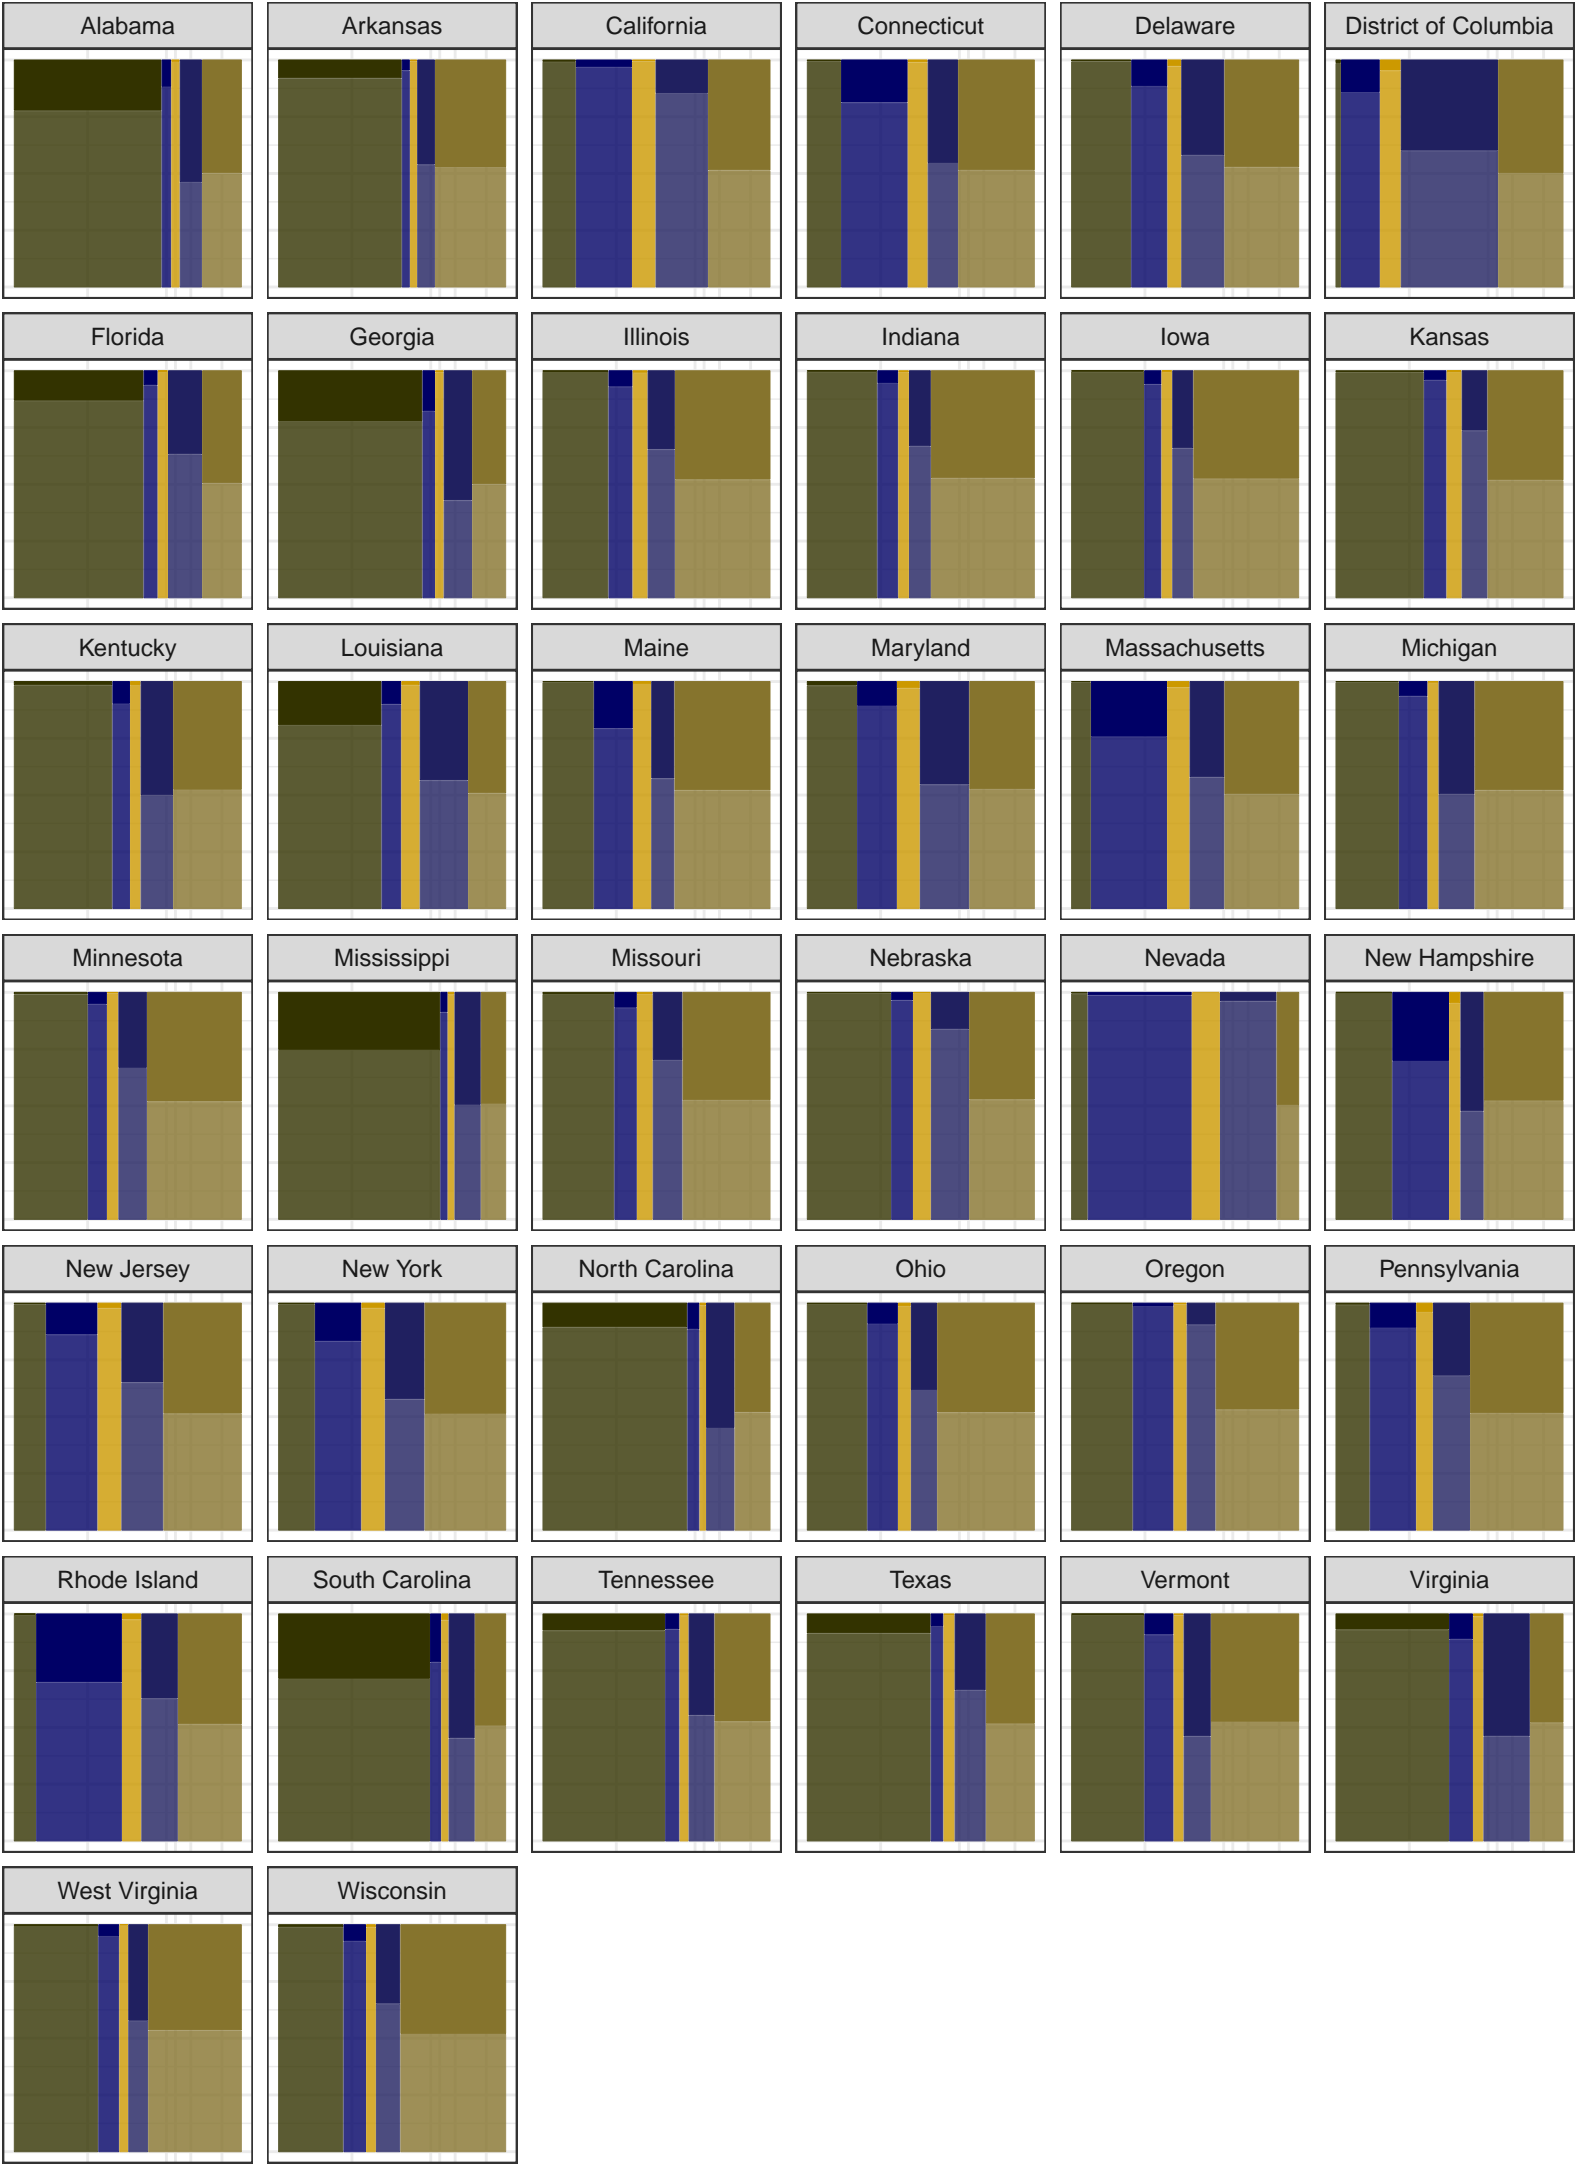 Alabama
Arkansas
California
Connecticut
Delaware
District of Columbia
Florida
Georgia
Illinois
Indiana
Iowa
Kansas
Kentucky
Louisiana
Maine
Maryland
Massachusetts
Michigan
Minnesota
Mississippi
Missouri
Nebraska
Nevada
New Hampshire
New Jersey
New York
North Carolina
Ohio
Oregon
Pennsylvania
Rhode Island
South Carolina
Tennessee
Texas
Vermont
Virginia
West Virginia
Wisconsin